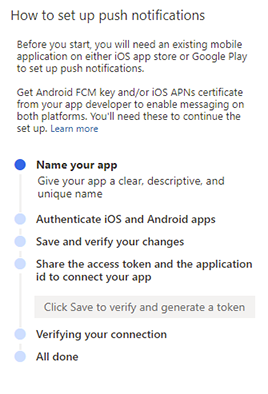 How to set up push notifications
Before you start, you will need an existing mobile
application on either iOS app store or Google Play
to set up push notifications.
Get Android FCM key and/or iOS APNs certificate
from your app developer to enable messaging on
both platforms. You'll need these to continue the
set up. Learn more
Name your app
Give your app a clear, descriptive, and
unique name
Authenticate iOS and Android apps
Save and verify your changes
Share the access token and the application
id to connect your app
Click Save to verify and generate a token
Verifying your connection
All done